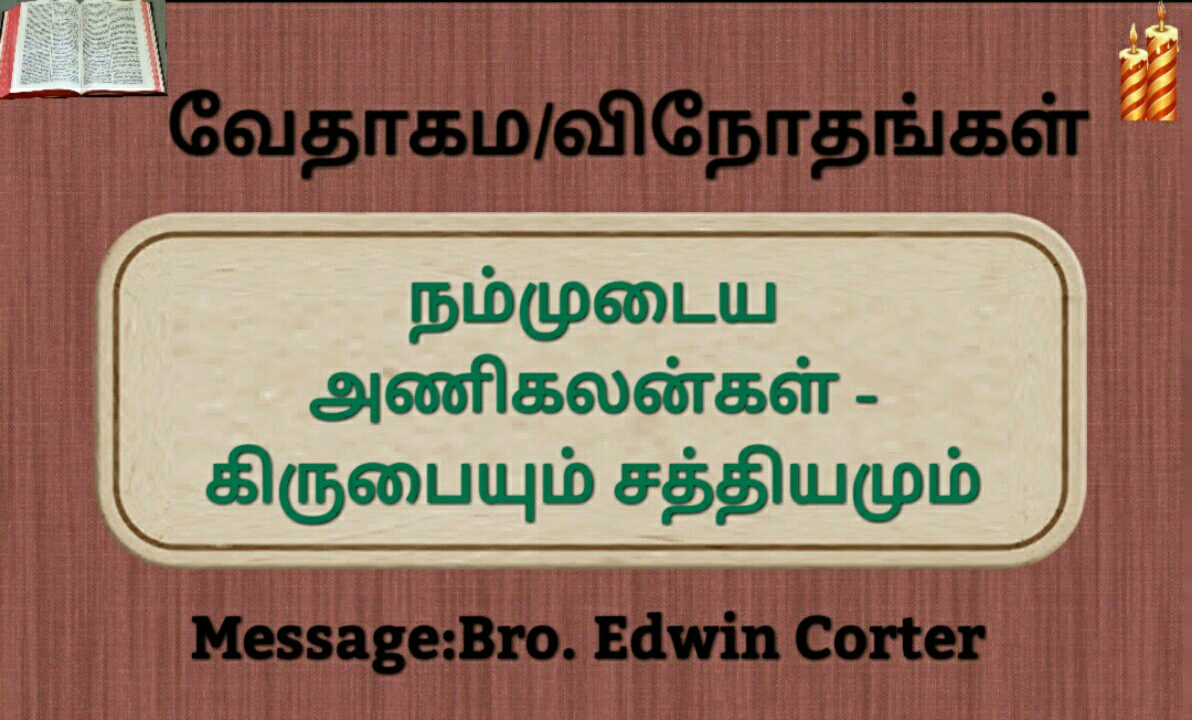 வேதாகம/விநோதங்கள்
நம்முடைய
அணிகலன்கள் -
கிருபையும் சத்தியமும்
Message:Bro. Edwin Corter